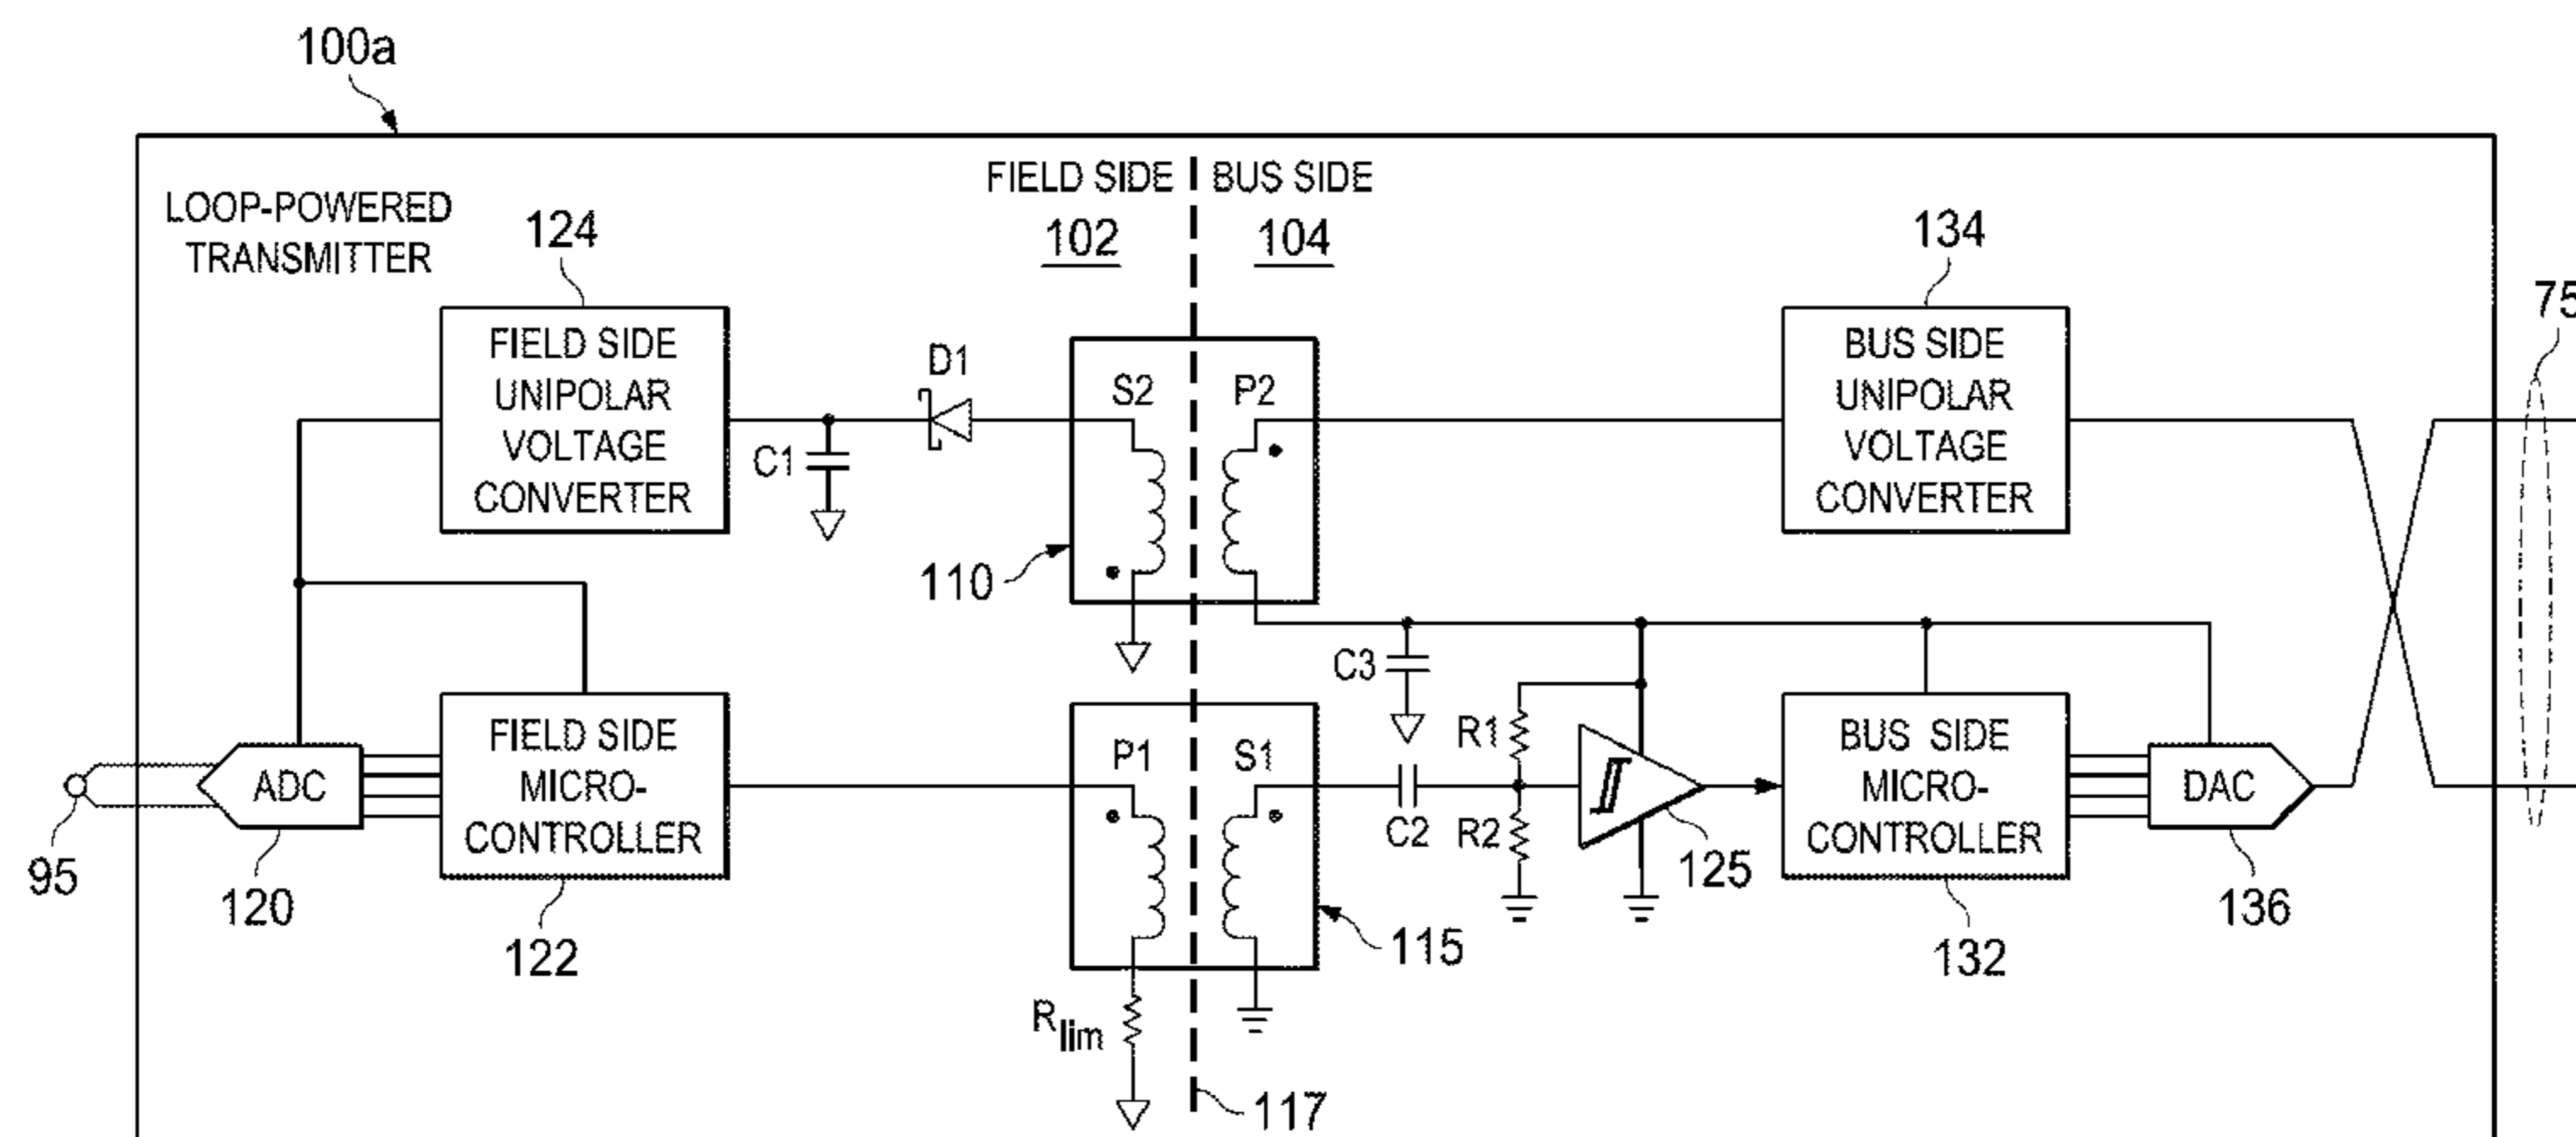 100a
LOOP-POWERED
TRANSMITTER
FIELD SIDE
BUS SIDE
102
104
124
134
75
FIELD SIDE
UNIPOLAR
VOLTAGE
CONVERTER
D1
C1
S2
P2
BUS SIDE
UNIPOLAR
VOLTAGE
CONVERTER
110
C3
R1
FIELD SIDE
MICRO-
CONTROLLER
ADC
P1
S1
C2
R2
BUS SIDE
MICRO-
CONTROLLER
DAC
95
120
122
125
115
132
136
Rlim
117